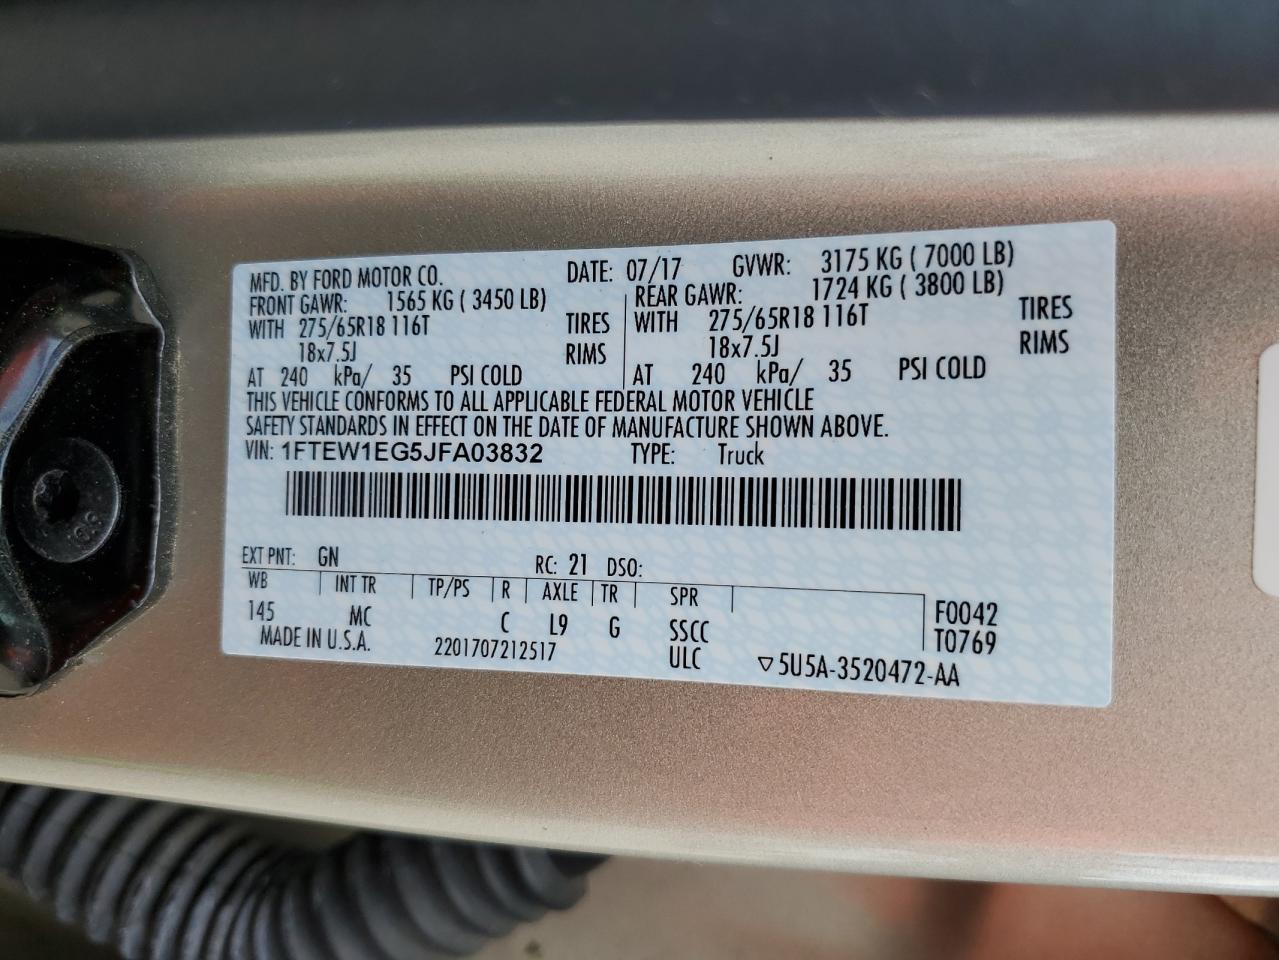 MFD. BY FORD MOTOR CO. DATE: 07/17 GVWR: 3175 KG ( 7000 LB)
FRONT GAWR: 1565 KG ( 3450 LB) REAR GAWR: 1724 KG ( 3800 LB)
WITH 275/65R18 116T TIRES WITH 275/65R18 116T TIRES
18x7.5J RIMS 18x7.5J RIMS
AT 240 kPa/ 35 PSI COLD AT 240 kPa/ 35 PSI COLD
THIS VEHICLE CONFORMS TO ALL APPLICABLE FEDERAL MOTOR VEHICLE
SAFETY STANDARDS IN EFFECT ON THE DATE OF MANUFACTURE SHOWN ABOVE.
VIN: 1FTEW1EG5JFA03832 TYPE: Truck
EXT PNT: GN RC: 21 DSO:
WB INT TR TP/PS R AXLE TR SPR
145 MC C L9 G SSCC F0042
MADE IN U.S.A. 2201707212517 ULC T0769
▽5U5A-3520472-AA